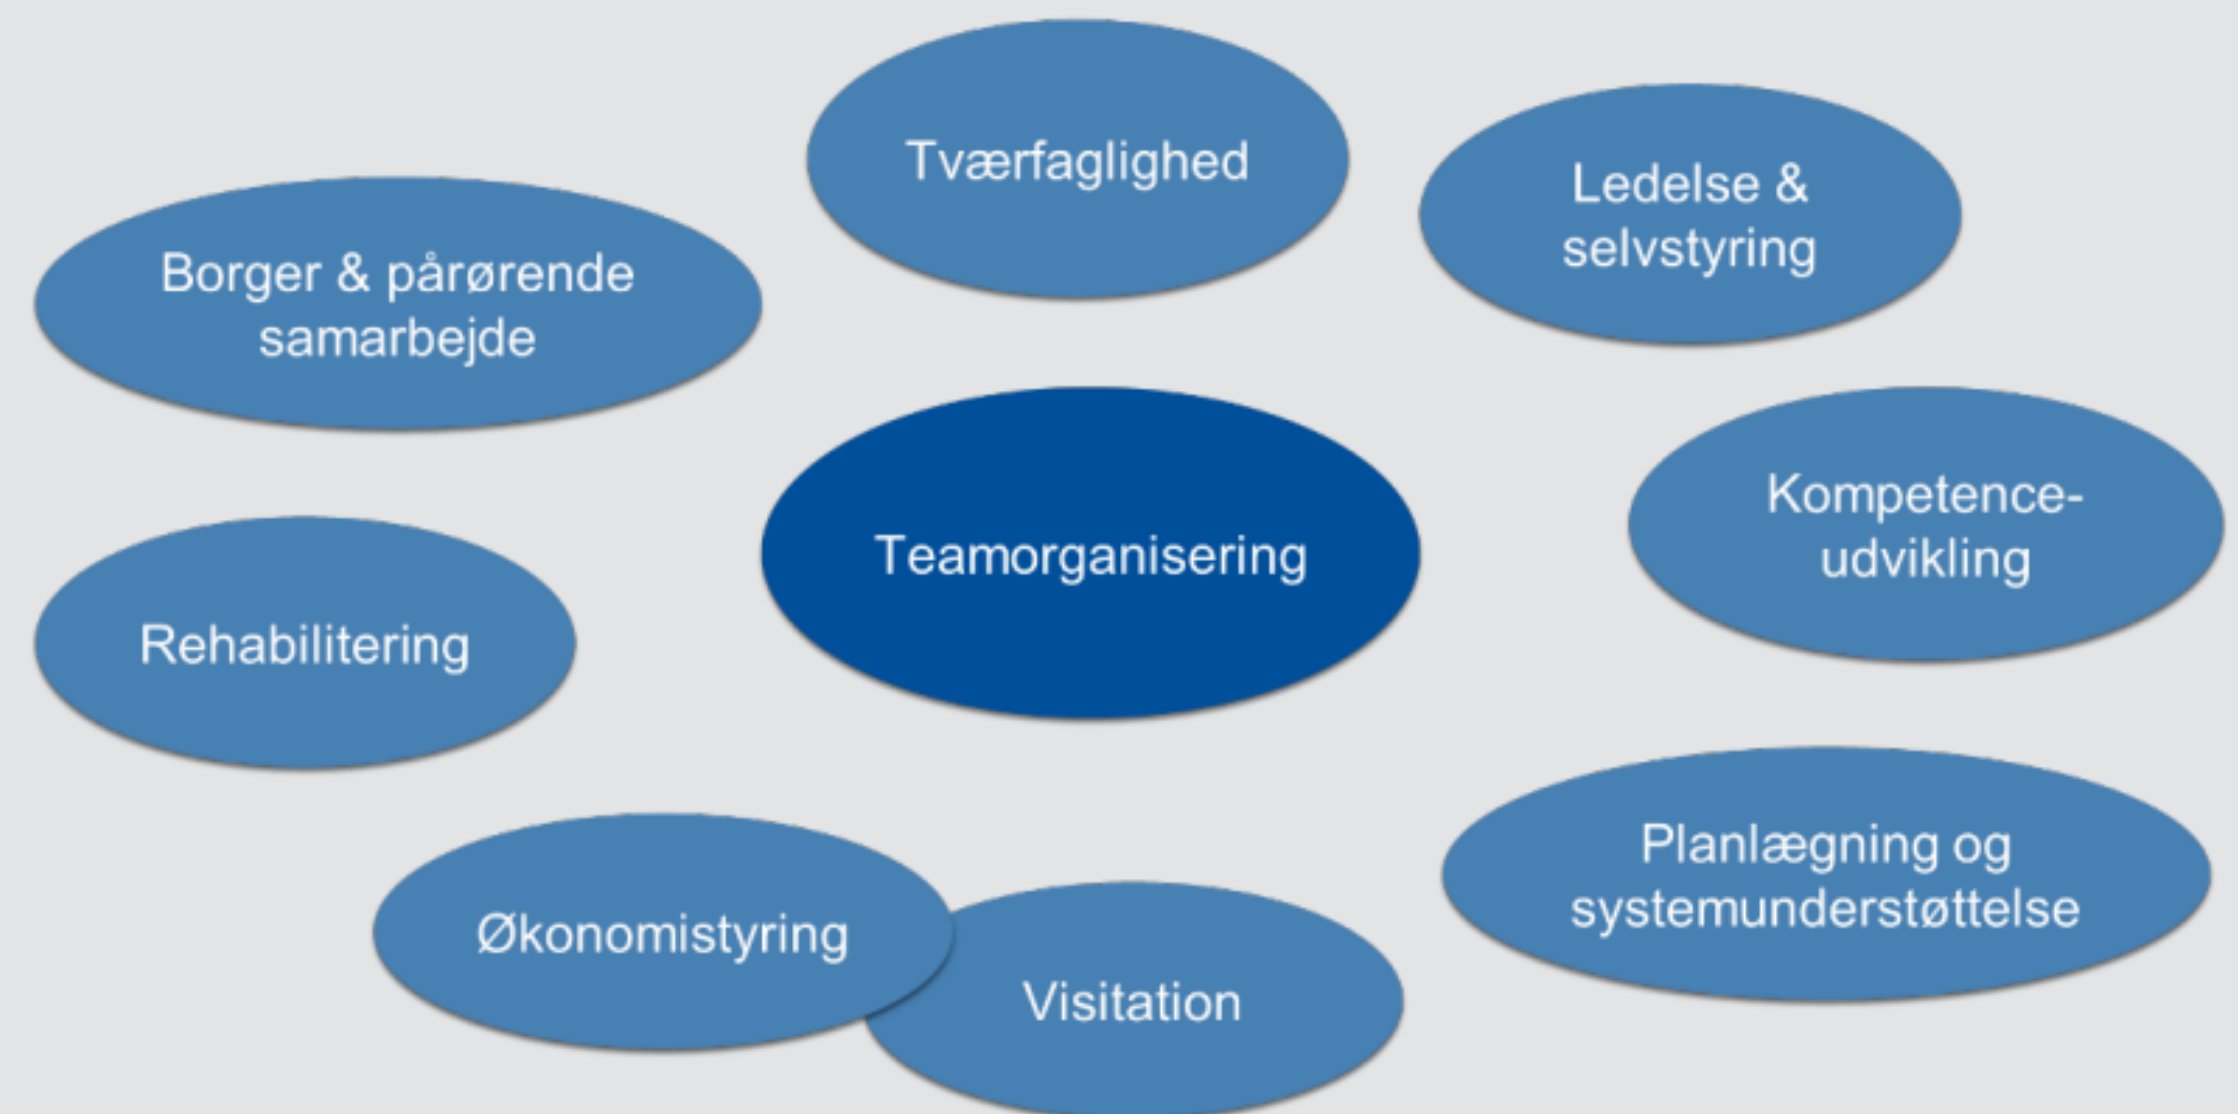 Tværfaglighed
Ledelse &
selvstyring
Borger & pårørende
samarbejde
Kompetence-
udvikling
Teamorganisering
Rehabilitering
Planlægning og
systemunderstøttelse
Økonomistyring
Visitation